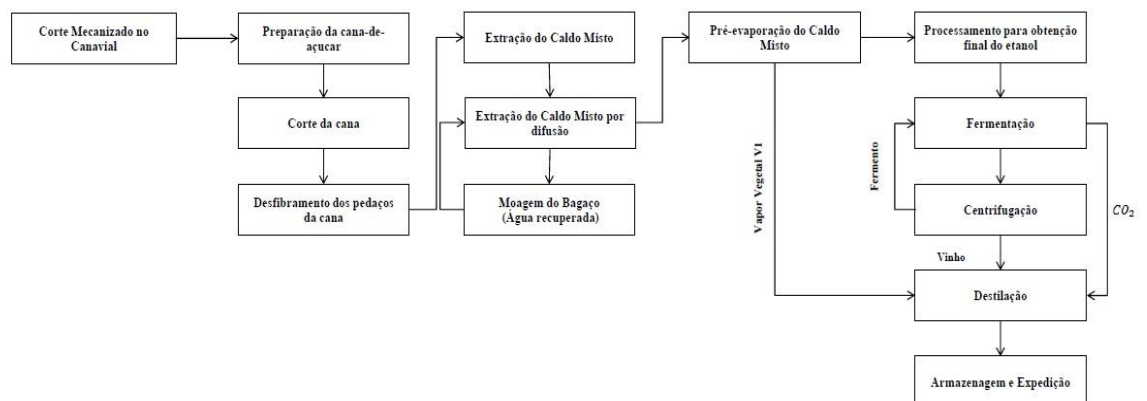 Corte Mecanizado no
Canavial
Preparação da cana-de-
açucar
Corte da cana
Desfibramento dos pedaços
da cana
Extração do Caldo Misto
Extração do Caldo Misto por
difusão
Moagem do Bagaço
(Água recuperada)
Pré-evaporação do Caldo
Misto
Vapor Vegetal V1
Processamento para obtenção
final do etanol
Fermentação
Fermento
Centrifugação
CO₂
Vinho
Destilação
Armazenagem e Expedição